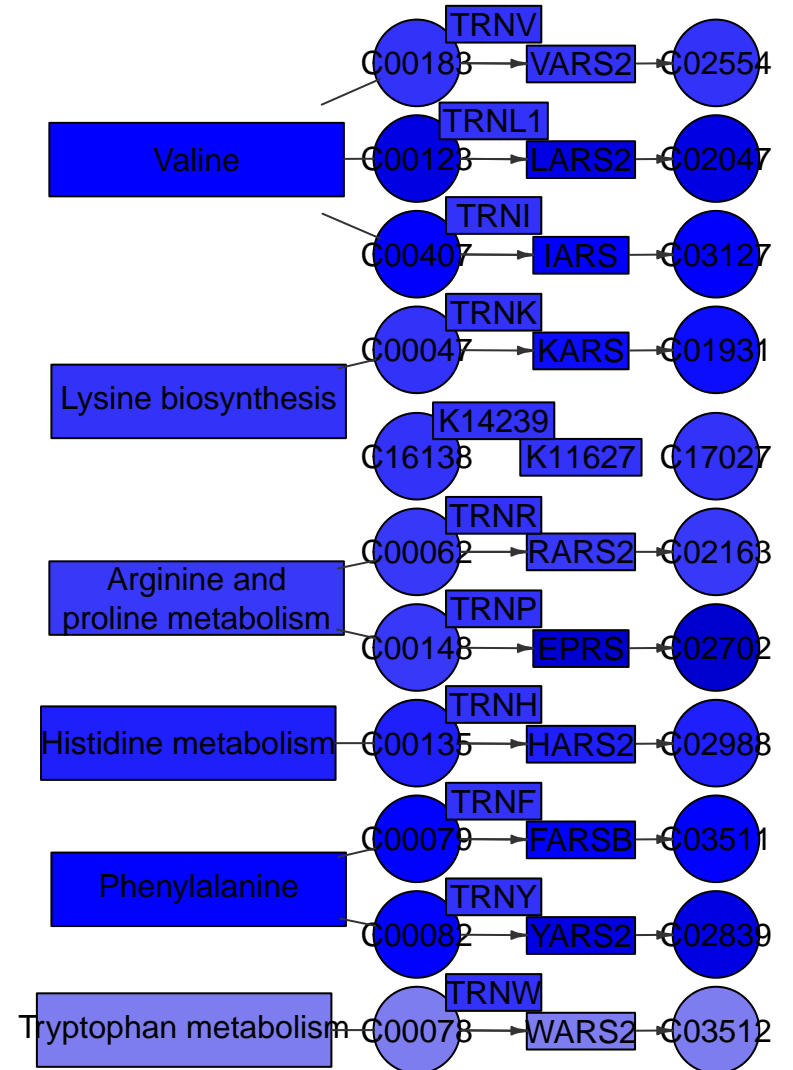 TRNV
C00183 VARS2 C02554
TRNL1
Valine C00123 LARS2 C02047
TRNI
C00407 IARS C03127
TRNK
C00047 KARS C01931
Lysine biosynthesis
K14239
C16138 K11627 C17027
TRNR
C00062 RARS2 C02163
Arginine and
proline metabolism
TRNP
C00148 EPRS C02702
TRNH
Histidine metabolism C00135 HARS2 C02988
TRNF
C00079 FARSB C03511
Phenylalanine
TRNY
C00082 YARS2 C02839
TRNW
Tryptophan metabolism C00078 WARS2 C03512